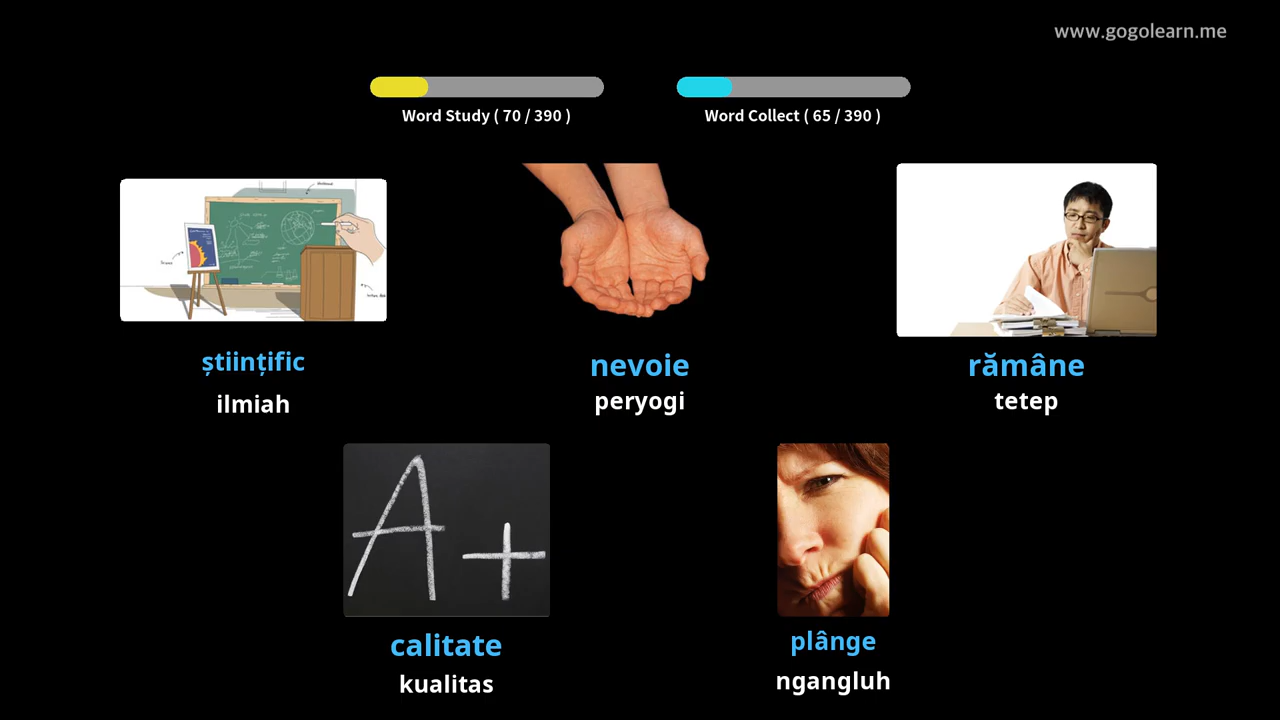 www.gogolearn.me
Word Study ( 70 / 390 )
Word Collect ( 65 / 390 )
științific
ilmiah
nevoie
peryogi
rămâne
tetep
A+
calitate
kualitas
plânge
ngangluh